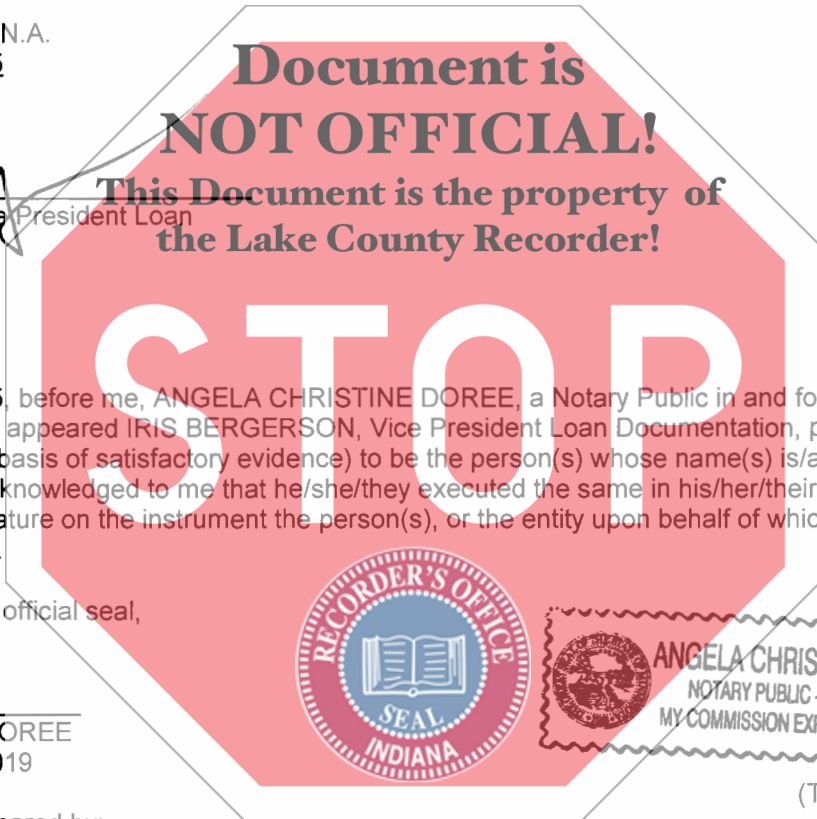 N.A.
Document is
NOT OFFICIAL!
This Document is the property of
President Loan
the Lake County Recorder!
STOP
, before me, ANGELA CHRISTINE DOREE, a Notary Public in and fo
appeared IRIS BERGERSON, Vice President Loan Documentation, p
basis of satisfactory evidence) to be the person(s) whose name(s) is/a
knowledged to me that he/she/they executed the same in his/her/their
ature on the instrument the person(s), or the entity upon behalf of whic
official seal,
RECORDER'S OFFICE
SEAL
INDIANA
ANGELA CHRIS
NOTARY PUBLIC -
MY COMMISSION EXP
OREE
19
(T